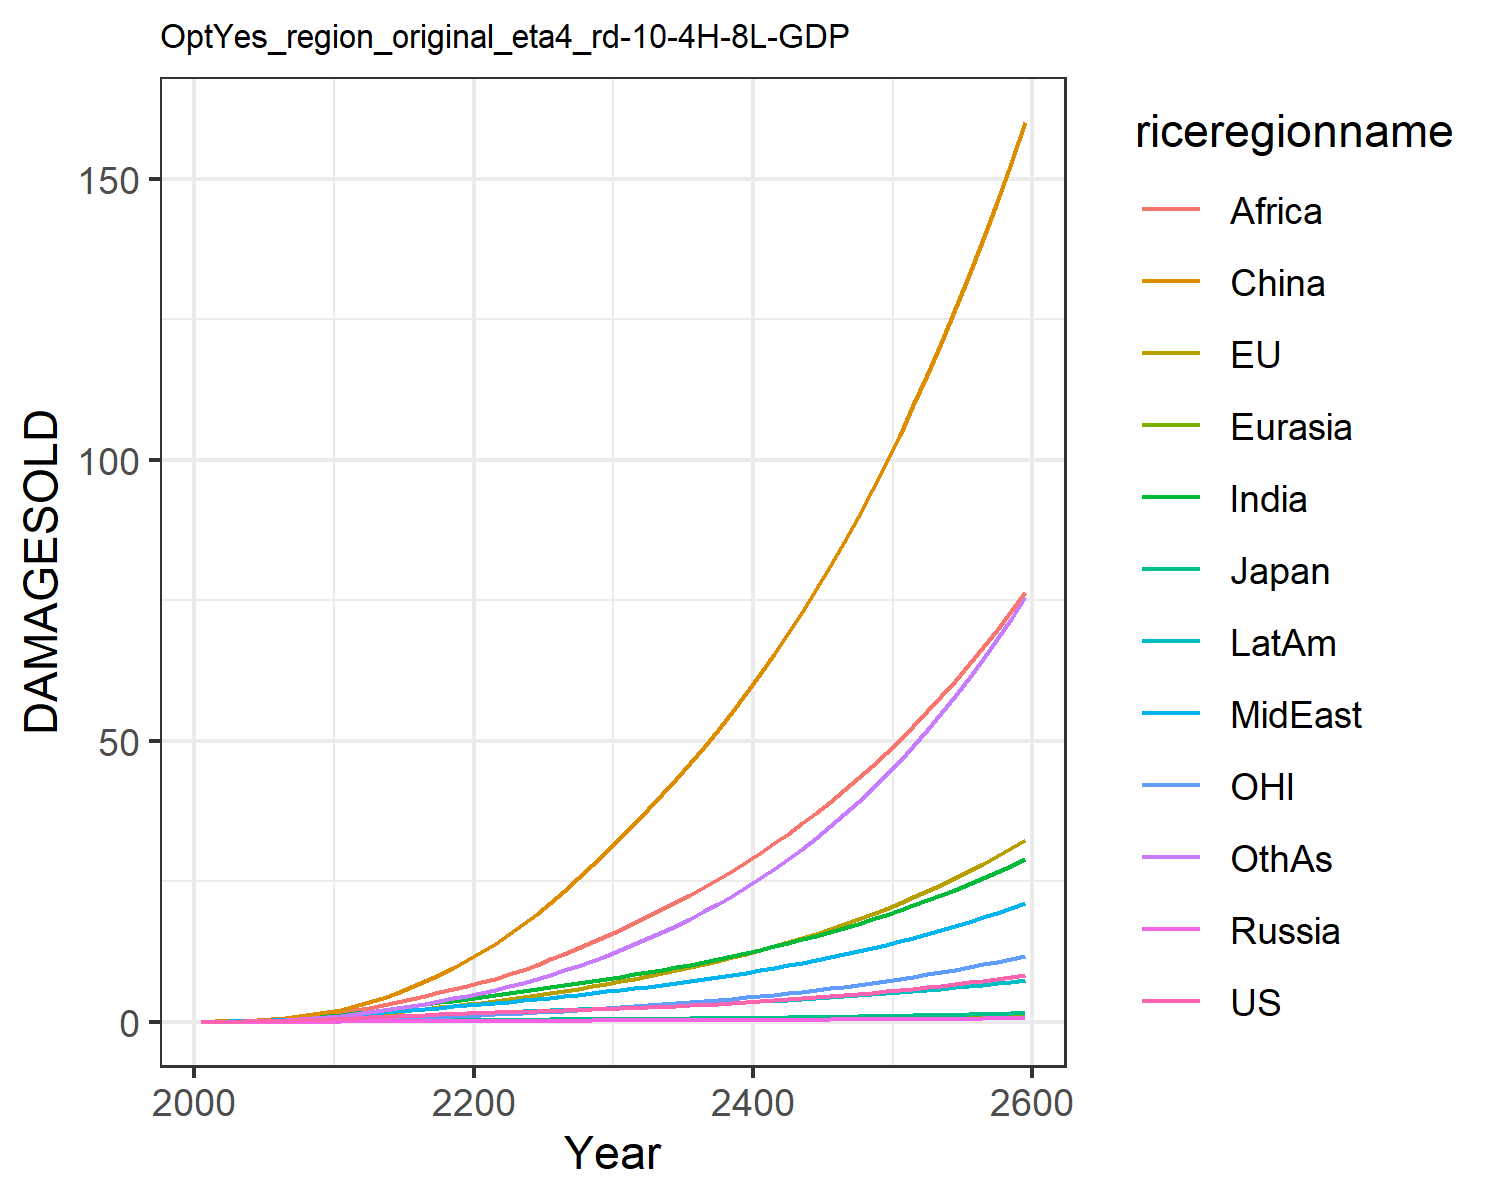 OptYes_region_original_eta4_rd-10-4H-8L-GDP
DAMAGESOLD
150
100
50
0
2000 2200 2400 2600
Year
riceregionname
Africa
China
EU
Eurasia
India
Japan
LatAm
MidEast
OHI
OthAs
Russia
US